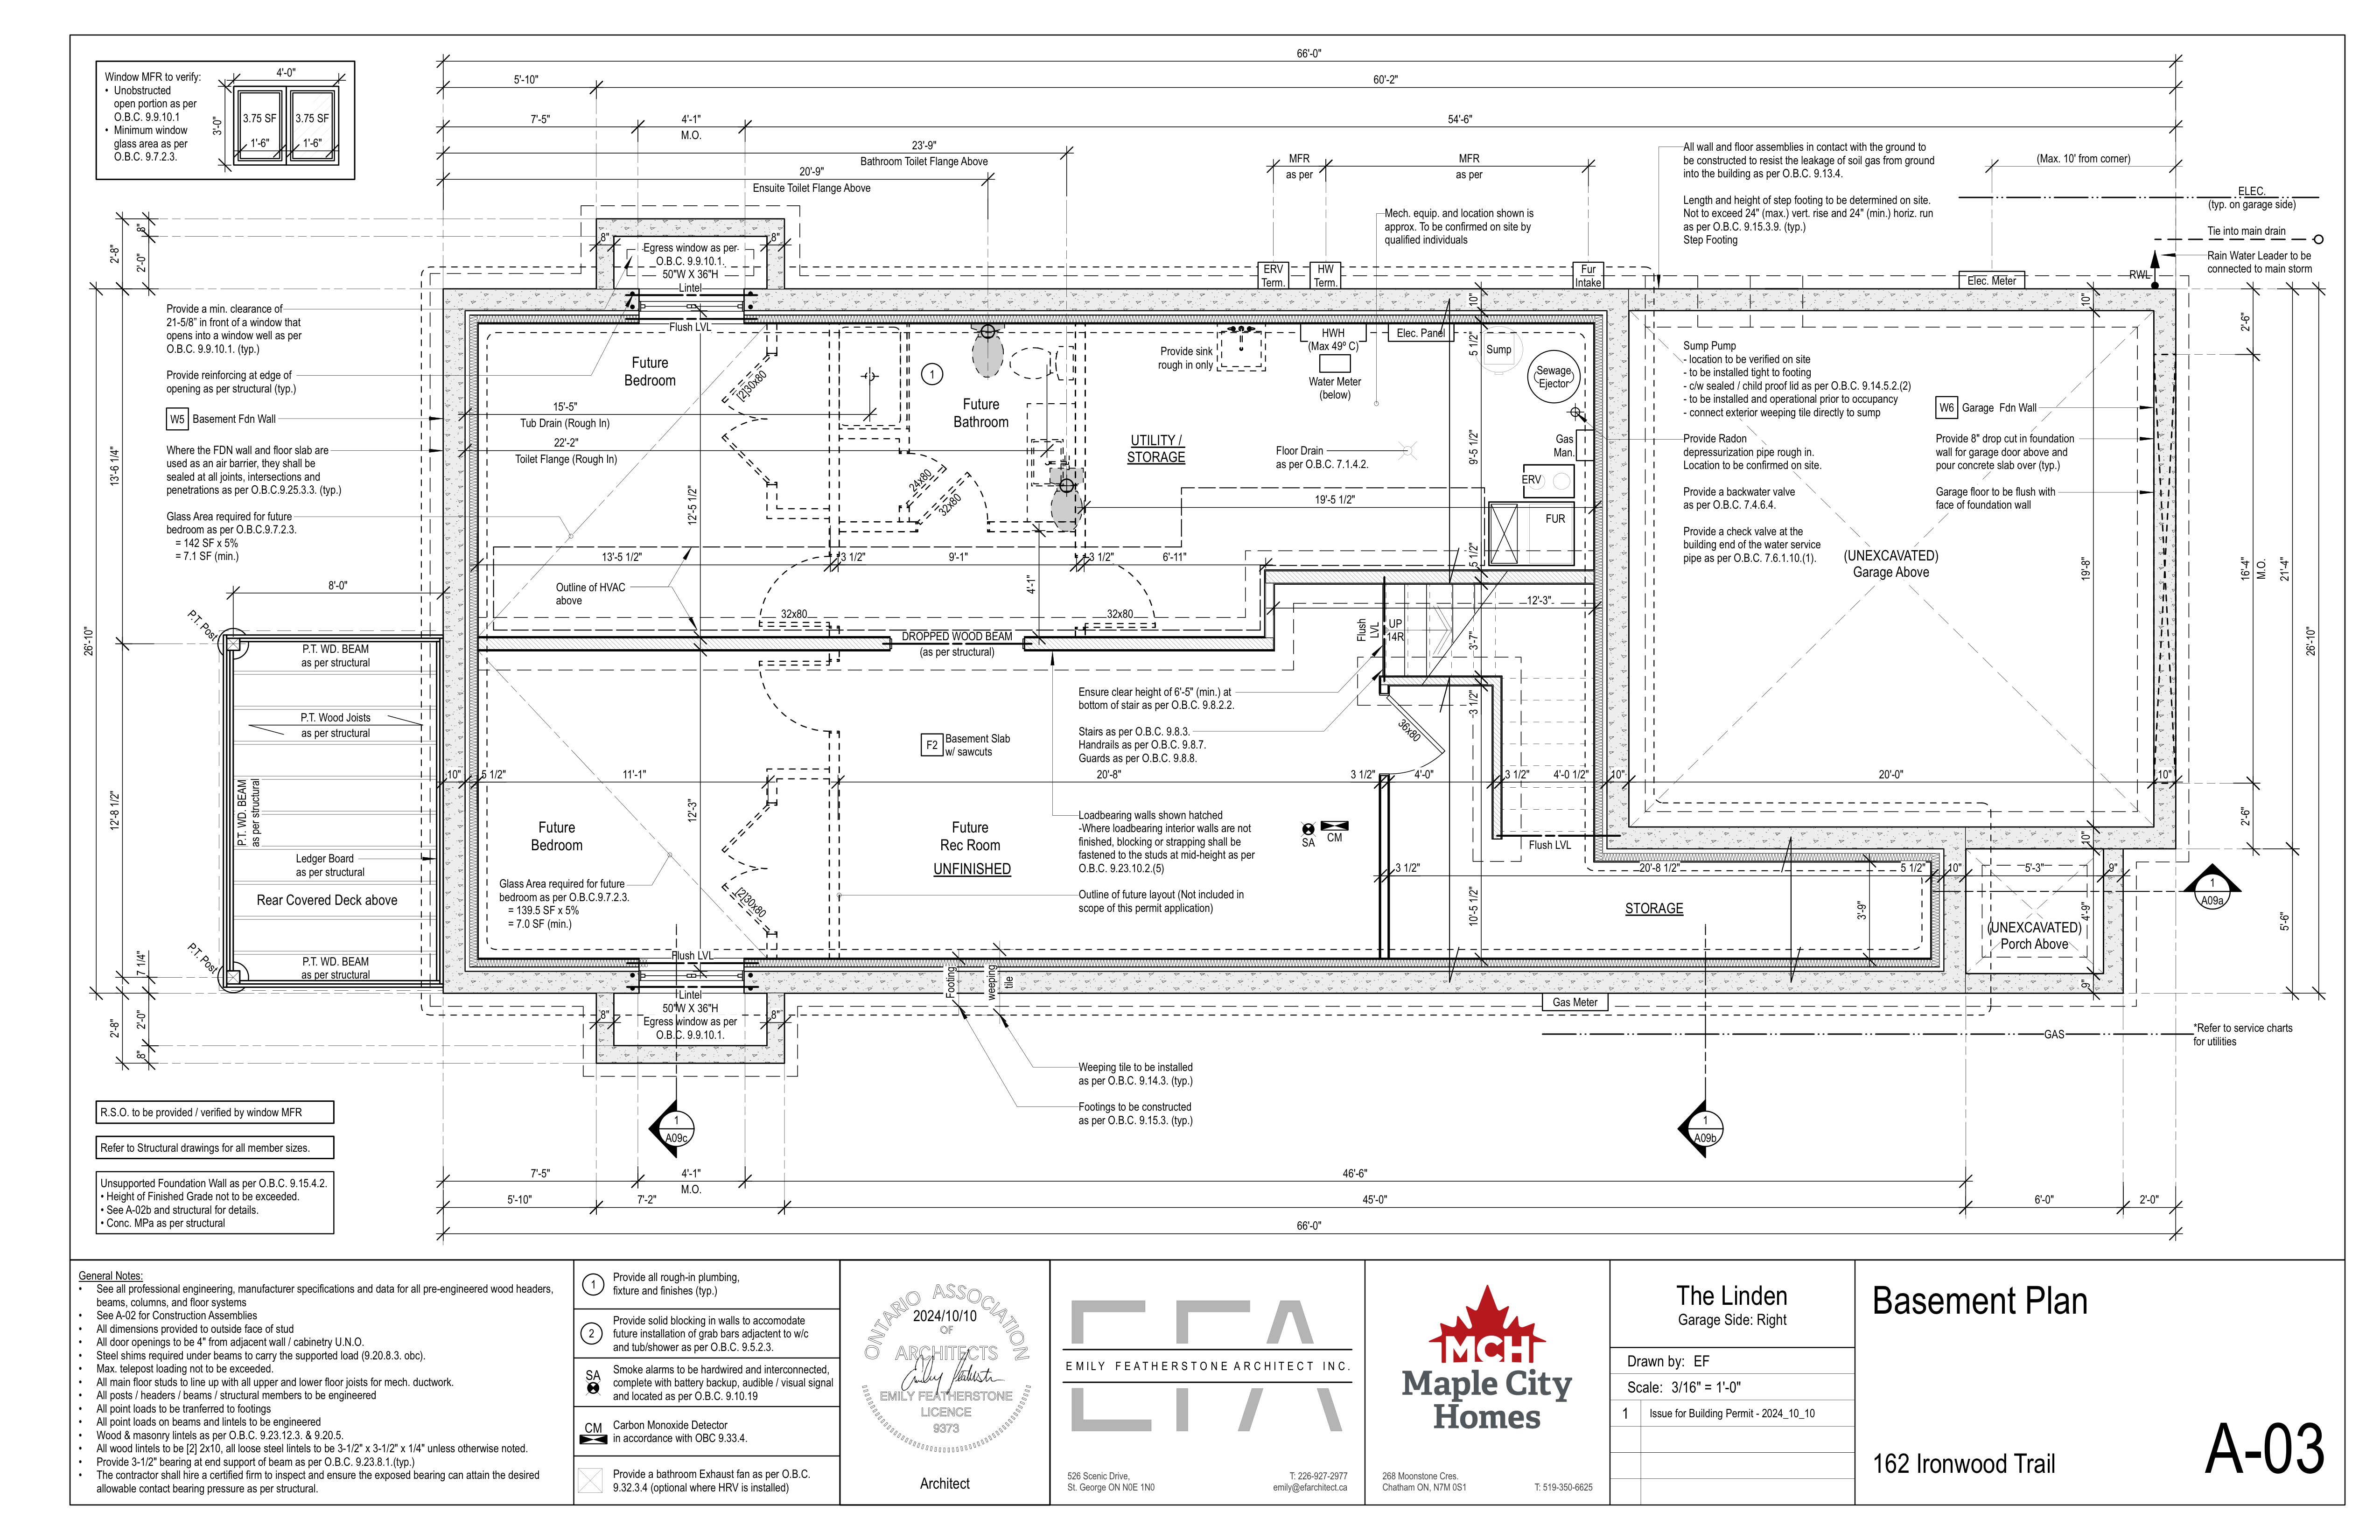 66'-0"
5'-10"
60'-2"
7'-5"
4'-1"
M.O.
54'-6"
23'-9"
Bathroom Toilet Flange Above
20'-9"
Ensuite Toilet Flange Above
MFR
as per
MFR
as per
(Max. 10' from corner)
Window MFR to verify:
• Unobstructed
open portion as per
O.B.C. 9.9.10.1
• Minimum window
glass area as per
O.B.C. 9.7.2.3.
4'-0"
3'-0"
3.75 SF
3.75 SF
1'-6"
1'-6"
All wall and floor assemblies in contact with the ground to
be constructed to resist the leakage of soil gas from ground
into the building as per O.B.C. 9.13.4.
Length and height of step footing to be determined on site.
Not to exceed 24" (max.) vert. rise and 24" (min.) horiz. run
as per O.B.C. 9.15.3.9. (typ.)
Step Footing
ELEC.
(typ. on garage side)
Tie into main drain
Rain Water Leader to be
connected to main storm
RWL
Mech. equip. and location shown is
approx. To be confirmed on site by
qualified individuals
ERV
Term.
HW
Term.
Fur
Intake
Elec. Meter
2'-8"
8"
2'-0"
8"
8"
Egress window as per
O.B.C. 9.9.10.1.
50"W X 36"H
Lintel
Flush LVL
Provide a min. clearance of
21-5/8" in front of a window that
opens into a window well as per
O.B.C. 9.9.10.1. (typ.)
Provide reinforcing at edge of
opening as per structural (typ.)
W5
Basement Fdn Wall
Where the FDN wall and floor slab are
used as an air barrier, they shall be
sealed at all joints, intersections and
penetrations as per O.B.C.9.25.3.3. (typ.)
Glass Area required for future
bedroom as per O.B.C.9.7.2.3.
= 142 SF x 5%
= 7.1 SF (min.)
Future
Bedroom
[2]30x80
15'-5"
Tub Drain (Rough In)
22'-2"
Toilet Flange (Rough In)
12'-5 1/2"
1
Future
Bathroom
24x80
32x80
UTILITY /
STORAGE
Provide sink
rough in only
HWH
(Max 49º C)
Water Meter
(below)
Elec. Panel
Floor Drain
as per O.B.C. 7.1.4.2.
10"
5 1/2"
9'-5 1/2"
5 1/2"
Sump
Sewage
Ejector
Gas
Man.
ERV
FUR
19'-5 1/2"
Sump Pump
- location to be verified on site
- to be installed tight to footing
- c/w sealed / child proof lid as per O.B.C. 9.14.5.2.(2)
- to be installed and operational prior to occupancy
- connect exterior weeping tile directly to sump
Provide Radon
depressurization pipe rough in.
Location to be confirmed on site.
Provide a backwater valve
as per O.B.C. 7.4.6.4.
Provide a check valve at the
building end of the water service
pipe as per O.B.C. 7.6.1.10.(1).
W6
Garage Fdn Wall
Provide 8" drop cut in foundation
wall for garage door above and
pour concrete slab over (typ.)
Garage floor to be flush with
face of foundation wall
(UNEXCAVATED)
Garage Above
10"
19'-8"
10"
2'-6"
16'-4"
M.O.
2'-6"
21'-4"
5'-6"
26'-10"
26'-10"
13'-6 1/4"
12'-8 1/2"
7 1/4"
2'-8"
2'-0"
8"
13'-5 1/2"
3 1/2"
9'-1"
3 1/2"
6'-11"
4'-1"
12'-3"
Outline of HVAC
above
32x80
32x80
DROPPED WOOD BEAM
(as per structural)
8'-0"
P.T. Post
P.T. WD. BEAM
as per structural
P.T. Wood Joists
as per structural
P.T. WD. BEAM
as per structural
Ledger Board
as per structural
Rear Covered Deck above
P.T. WD. BEAM
as per structural
P.T. Post
Flush
LVL
UP
14R
3'-7"
3 1/2"
Ensure clear height of 6'-5" (min.) at
bottom of stair as per O.B.C. 9.8.2.2.
Stairs as per O.B.C. 9.8.3.
Handrails as per O.B.C. 9.8.7.
Guards as per O.B.C. 9.8.8.
36x80
F2
Basement Slab
w/ sawcuts
10"
5 1/2"
11'-1"
20'-8"
3 1/2"
4'-0"
3 1/2"
4'-0 1/2"
10"
20'-0"
10"
12'-3"
Future
Bedroom
[2]30x80
Glass Area required for future
bedroom as per O.B.C.9.7.2.3.
= 139.5 SF x 5%
= 7.0 SF (min.)
Future
Rec Room
UNFINISHED
Loadbearing walls shown hatched
-Where loadbearing interior walls are not
finished, blocking or strapping shall be
fastened to the studs at mid-height as per
O.B.C. 9.23.10.2.(5)
Outline of future layout (Not included in
scope of this permit application)
SA
CM
Flush LVL
3 1/2"
20'-8 1/2"
5 1/2"
10"
5'-3"
9"
10'-5 1/2"
STORAGE
3'-9"
4'-9"
9"
(UNEXCAVATED)
Porch Above
1
A09a
Flush LVL
Lintel
50"W X 36"H
Egress window as per
O.B.C. 9.9.10.1.
8"
8"
Footing
weeping
tile
Gas Meter
GAS
*Refer to service charts
for utilities
Weeping tile to be installed
as per O.B.C. 9.14.3. (typ.)
Footings to be constructed
as per O.B.C. 9.15.3. (typ.)
1
A09c
1
A09b
R.S.O. to be provided / verified by window MFR
Refer to Structural drawings for all member sizes.
Unsupported Foundation Wall as per O.B.C. 9.15.4.2.
• Height of Finished Grade not to be exceeded.
• See A-02b and structural for details.
• Conc. MPa as per structural
7'-5"
4'-1"
M.O.
46'-6"
5'-10"
7'-2"
45'-0"
6'-0"
2'-0"
66'-0"
General Notes:
• See all professional engineering, manufacturer specifications and data for all pre-engineered wood headers,
beams, columns, and floor systems
• See A-02 for Construction Assemblies
• All dimensions provided to outside face of stud
• All door openings to be 4" from adjacent wall / cabinetry U.N.O.
• Steel shims required under beams to carry the supported load (9.20.8.3. obc).
• Max. telepost loading not to be exceeded.
• All main floor studs to line up with all upper and lower floor joists for mech. ductwork.
• All posts / headers / beams / structural members to be engineered
• All point loads to be tranferred to footings
• All point loads on beams and lintels to be engineered
• Wood & masonry lintels as per O.B.C. 9.23.12.3. & 9.20.5.
• All wood lintels to be [2] 2x10, all loose steel lintels to be 3-1/2" x 3-1/2" x 1/4" unless otherwise noted.
• Provide 3-1/2" bearing at end support of beam as per O.B.C. 9.23.8.1.(typ.)
• The contractor shall hire a certified firm to inspect and ensure the exposed bearing can attain the desired
allowable contact bearing pressure as per structural.
1
Provide all rough-in plumbing,
fixture and finishes (typ.)
2
Provide solid blocking in walls to accomodate
future installation of grab bars adjactent to w/c
and tub/shower as per O.B.C. 9.5.2.3.
SA
Smoke alarms to be hardwired and interconnected,
complete with battery backup, audible / visual signal
and located as per O.B.C. 9.10.19
CM
Carbon Monoxide Detector
in accordance with OBC 9.33.4.
Provide a bathroom Exhaust fan as per O.B.C.
9.32.3.4 (optional where HRV is installed)
ONTARIO ASSOCIATION
2024/10/10
OF
ARCHITECTS
EMILY FEATHERSTONE
LICENCE
9373
Architect
EFA
EMILY FEATHERSTONE ARCHITECT INC.
526 Scenic Drive,
St. George ON N0E 1N0
T: 226-927-2977
emily@efarchitect.ca
MCH
Maple City
Homes
268 Moonstone Cres.
Chatham ON, N7M 0S1
T: 519-350-6625
The Linden
Garage Side: Right
Drawn by: EF
Scale: 3/16" = 1'-0"
1
Issue for Building Permit - 2024_10_10
Basement Plan
162 Ironwood Trail
A-03